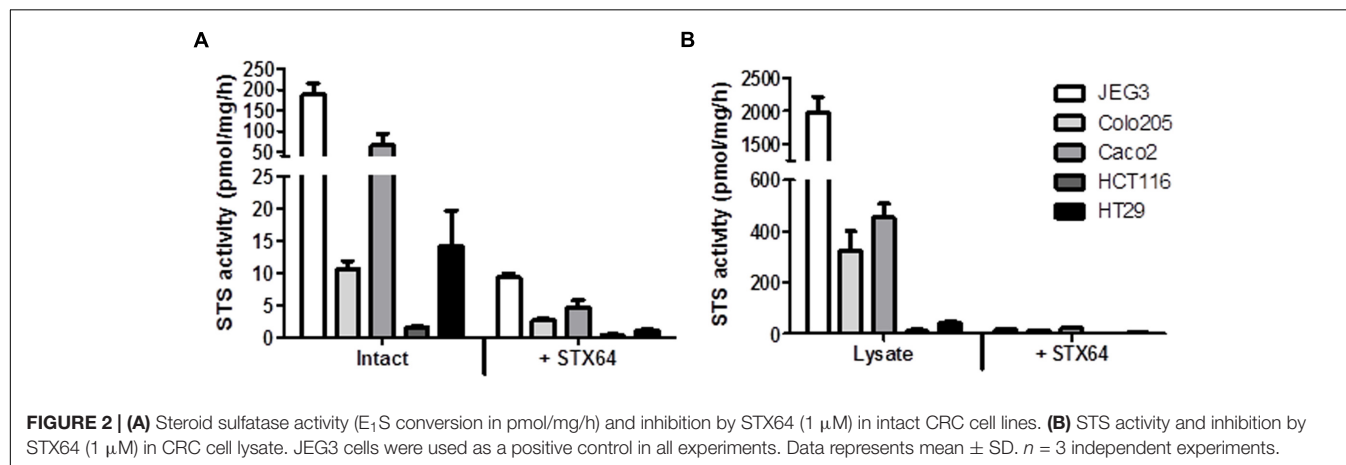 A
B
STS activity (pmol/mg/h)
250
200
150
100
50
25
20
15
10
5
0
Intact
+ STX64
STS activity (pmol/mg/h)
2500
2000
1500
600
400
200
0
Lysate
+ STX64
JEG3
Colo205
Caco2
HCT116
HT29
FIGURE 2 | (A) Steroid sulfatase activity (E₁S conversion in pmol/mg/h) and inhibition by STX64 (1 μM) in intact CRC cell lines. (B) STS activity and inhibition by
STX64 (1 μM) in CRC cell lysate. JEG3 cells were used as a positive control in all experiments. Data represents mean ± SD. n = 3 independent experiments.